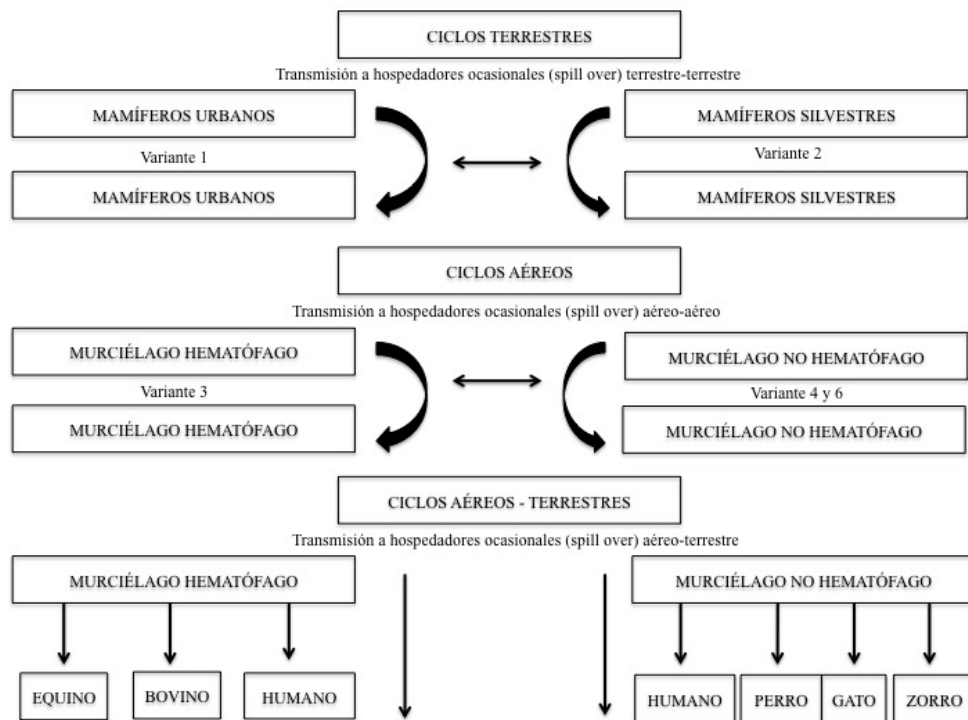 CICLOS TERRESTRES
Transmisión a hospedadores ocasionales (spill over) terrestre-terrestre
MAMÍFEROS URBANOS
MAMÍFEROS SILVESTRES
Variante 1
Variante 2
MAMÍFEROS URBANOS
MAMÍFEROS SILVESTRES
CICLOS AÉREOS
Transmisión a hospedadores ocasionales (spill over) aéreo-aéreo
MURCIÉLAGO HEMATÓFAGO
MURCIÉLAGO NO HEMATÓFAGO
Variante 3
Variante 4 y 6
MURCIÉLAGO HEMATÓFAGO
MURCIÉLAGO NO HEMATÓFAGO
CICLOS AÉREOS - TERRESTRES
Transmisión a hospedadores ocasionales (spill over) aéreo-terrestre
MURCIÉLAGO HEMATÓFAGO
MURCIÉLAGO NO HEMATÓFAGO
EQUINO
BOVINO
HUMANO
HUMANO
PERRO
GATO
ZORRO